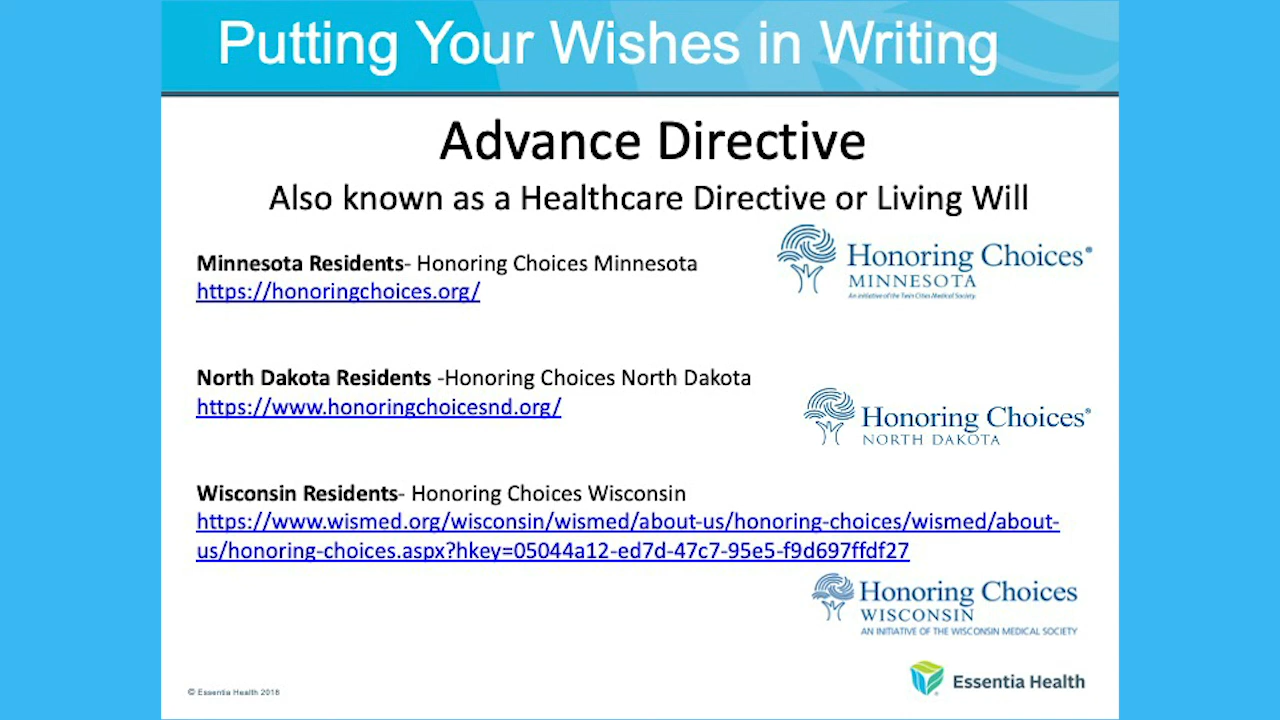 Putting Your Wishes in Writing
Advance Directive
Also known as a Healthcare Directive or Living Will
Minnesota Residents- Honoring Choices Minnesota
https://honoringchoices.org/
Honoring Choices®
MINNESOTA
An initiative of the Twin Cities Medical Society.
North Dakota Residents -Honoring Choices North Dakota
https://www.honoringchoicesnd.org/
Honoring Choices®
NORTH DAKOTA
Wisconsin Residents- Honoring Choices Wisconsin
https://www.wismed.org/wisconsin/wismed/about-us/honoring-choices/wismed/about-
us/honoring-choices.aspx?hkey=05044a12-ed7d-47c7-95e5-f9d697ffdf27
Honoring Choices
WISCONSIN
AN INITIATIVE OF THE WISCONSIN MEDICAL SOCIETY
Essentia Health
© Essentia Health 2018